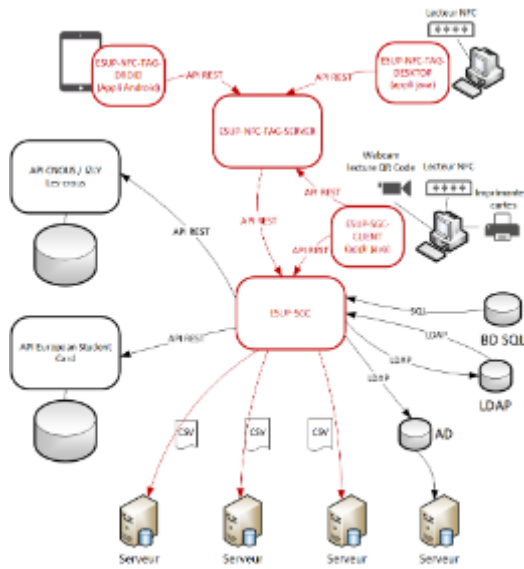 Lecteur NFC
ESUP-NFC-TAG-
DROID
(Appli Android)
API REST
API REST
ESUP-NFC-TAG-
DESKTOP
(appli java)
ESUP-NFC-TAG-SERVER
Webcam
lecture QR Code
Lecteur NFC
Imprimante
cartes
API CNOUS / IZLY
Les crous
API REST
API REST
API REST
ESUP-SGC-
CLIENT
(appli java)
API REST
ESUP-SGC
SQL
BD SQL
API European Student
Card
API REST
LDAP
LDAP
LDAP
LDAP
AD
CSV
CSV
CSV
Serveur
Serveur
Serveur
Serveur